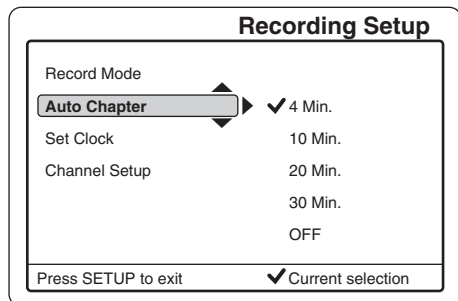 Recording Setup
Record Mode
Auto Chapter
✔ 4 Min.
Set Clock
10 Min.
Channel Setup
20 Min.
30 Min.
OFF
Press SETUP to exit
✔ Current selection